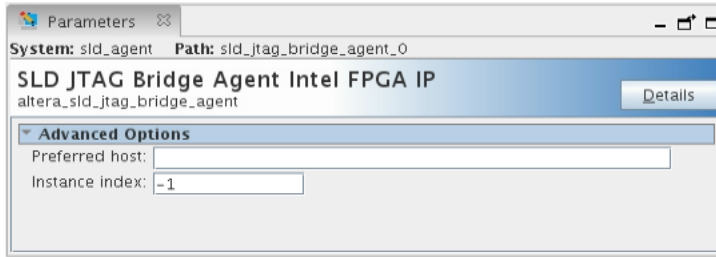 Parameters
System: sld_agent Path: sld_jtag_bridge_agent_0
SLD JTAG Bridge Agent Intel FPGA IP
altera_sld_jtag_bridge_agent
Details
Advanced Options
Preferred host:
Instance index: -1